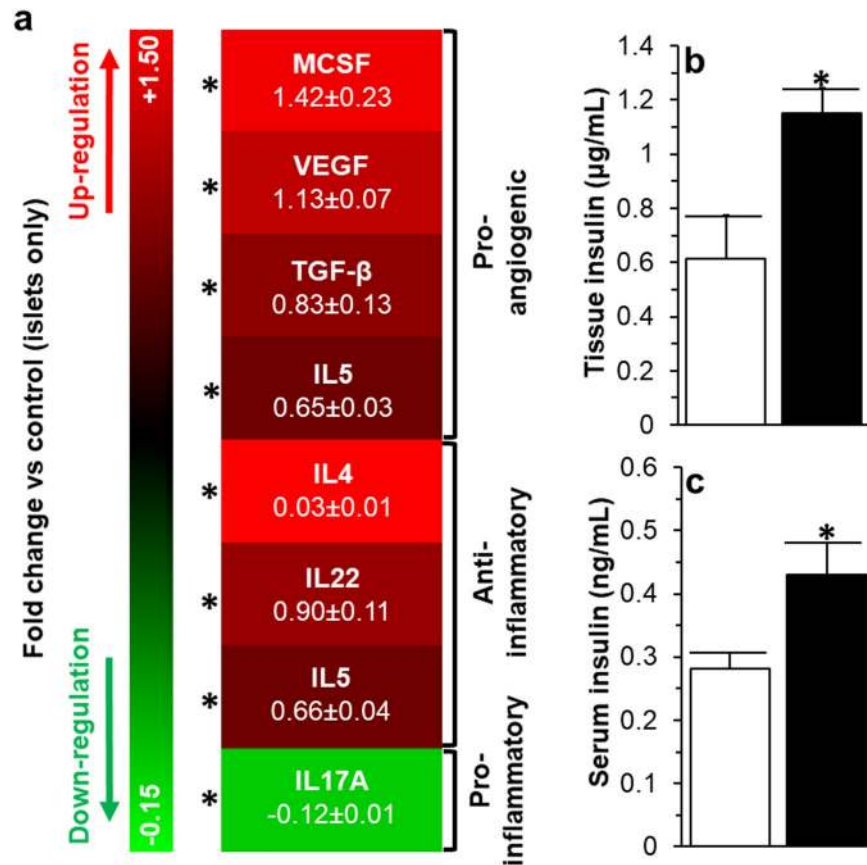 a
Fold change vs control (islets only)
Up-regulation
Down-regulation
+1.50
-0.15
*
MCSF
1.42±0.23
*
VEGF
1.13±0.07
*
TGF-β
0.83±0.13
*
IL5
0.65±0.03
*
IL4
0.03±0.01
*
IL22
0.90±0.11
*
IL5
0.66±0.04
*
IL17A
-0.12±0.01
Pro-
angiogenic
Anti-
inflammatory
Pro-
inflammatory
b
Tissue insulin (µg/mL)
1.4
1.2
1
0.8
0.6
0.4
0.2
0
*
c
Serum insulin (ng/mL)
0.6
0.5
0.4
0.3
0.2
0.1
0
*